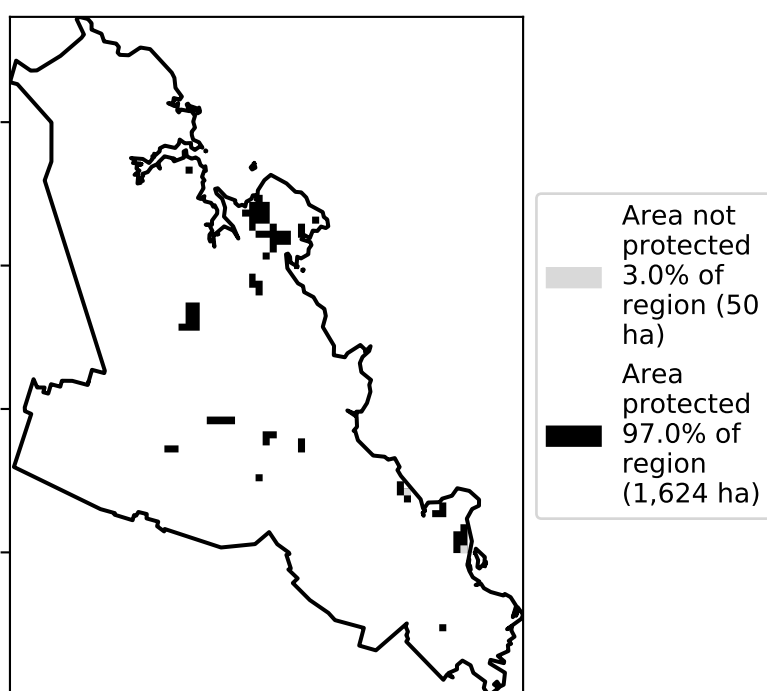 Area not
protected
3.0% of
region (50
ha)
Area
protected
97.0% of
region
(1,624 ha)